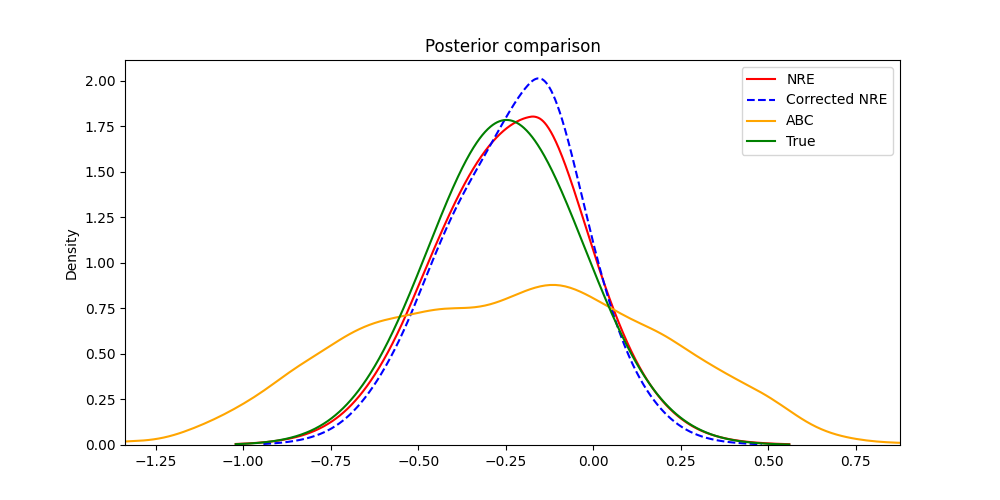 Posterior comparison
NRE
Corrected NRE
ABC
True
Density
2.00
1.75
1.50
1.25
1.00
0.75
0.50
0.25
0.00
−1.25 −1.00 −0.75 −0.50 −0.25 0.00 0.25 0.50 0.75